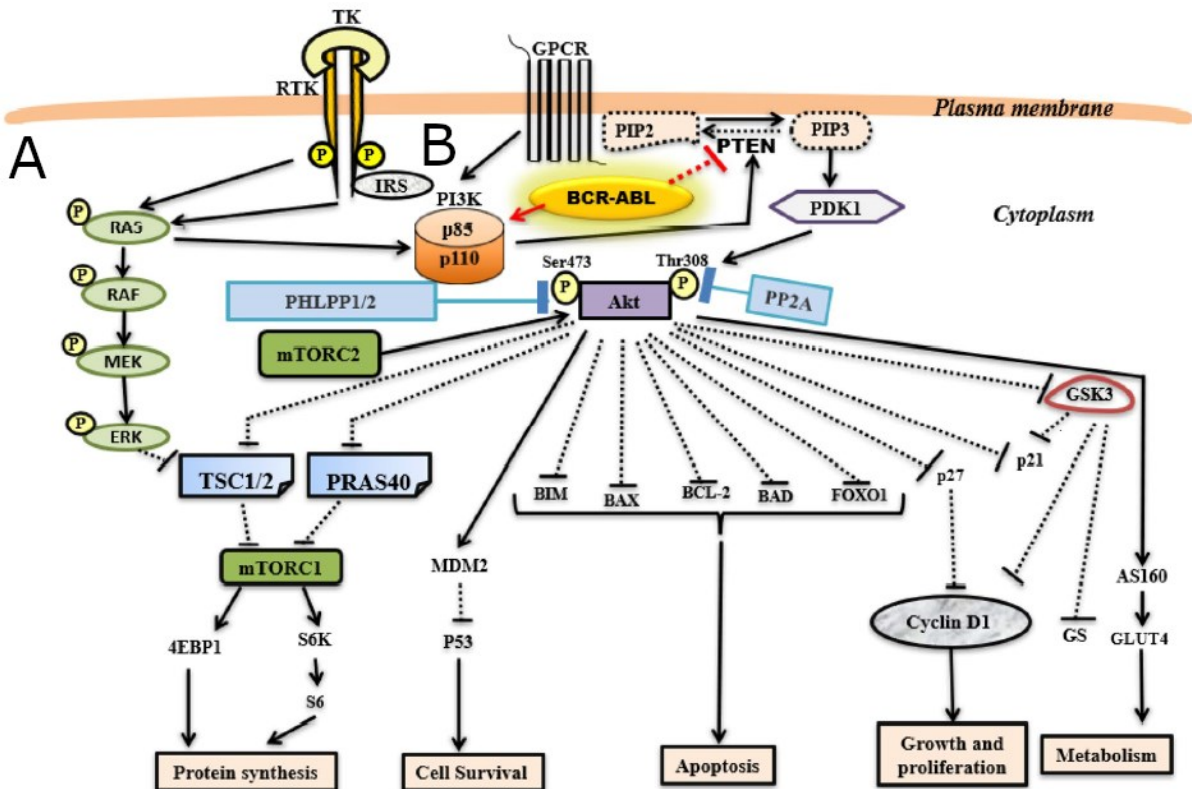 TK
GPCR
RTK
Plasma membrane
PIP2
PIP3
PTEN
A
B
P
P
IRS
BCR-ABL
PDK1
Cytoplasm
P
RAS
PI3K
p85
p110
Ser473
Thr308
P
RAF
PHLPP1/2
P
Akt
P
PP2A
mTORC2
P
MEK
GSK3
P
ERK
TSC1/2
PRAS40
p27
p21
BIM
BAX
BCL-2
BAD
FOXO1
mTORC1
MDM2
AS160
4EBP1
S6K
P53
Cyclin D1
GS
GLUT4
S6
Protein synthesis
Cell Survival
Apoptosis
Growth and
proliferation
Metabolism